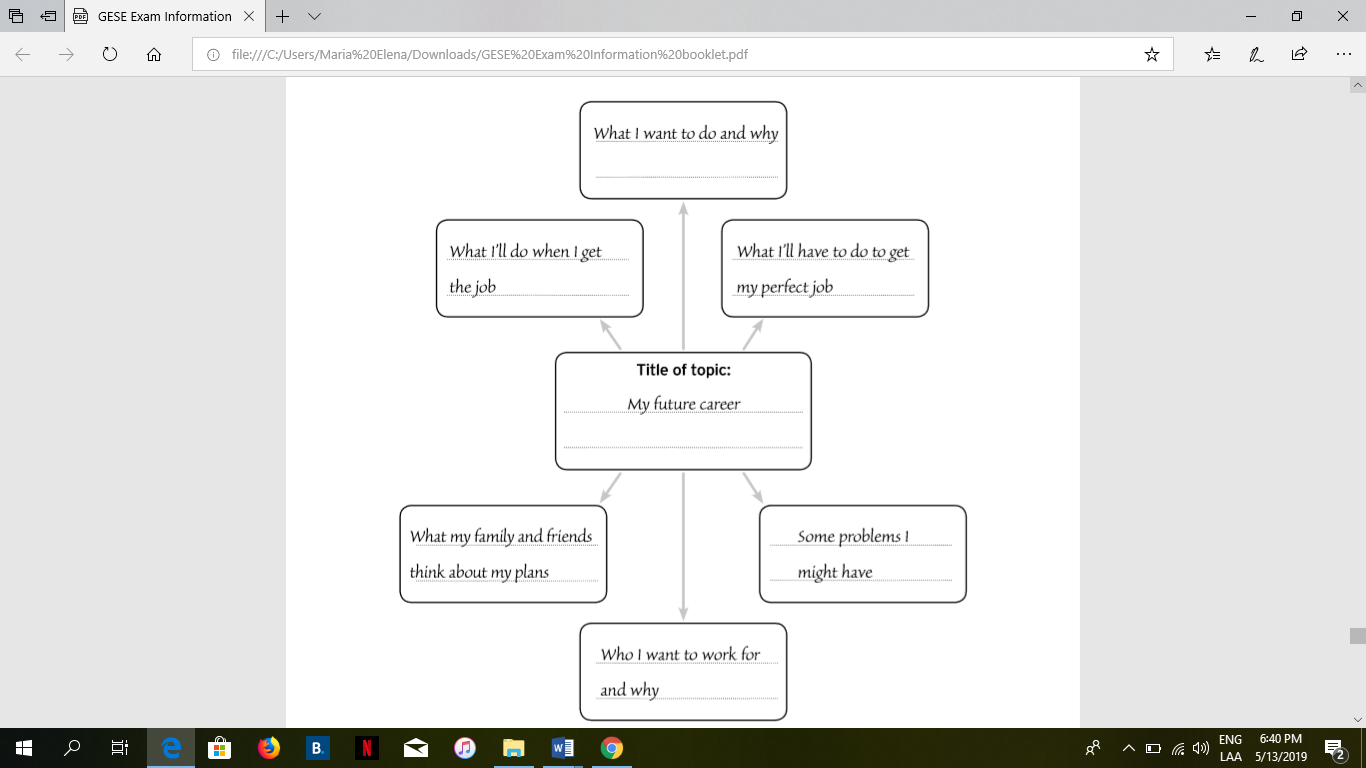 GESE Exam Information
file:///C:/Users/Maria%20Elena/Downloads/GESE%20Exam%20Information%20booklet.pdf
What I want to do and why
What I'll do when I get
the job
What I'll have to do to get
my perfect job
Title of topic:
My future career
What my family and friends
think about my plans
Some problems I
might have
Who I want to work for
and why
ENG
LAA
6:40 PM
5/13/2019
2